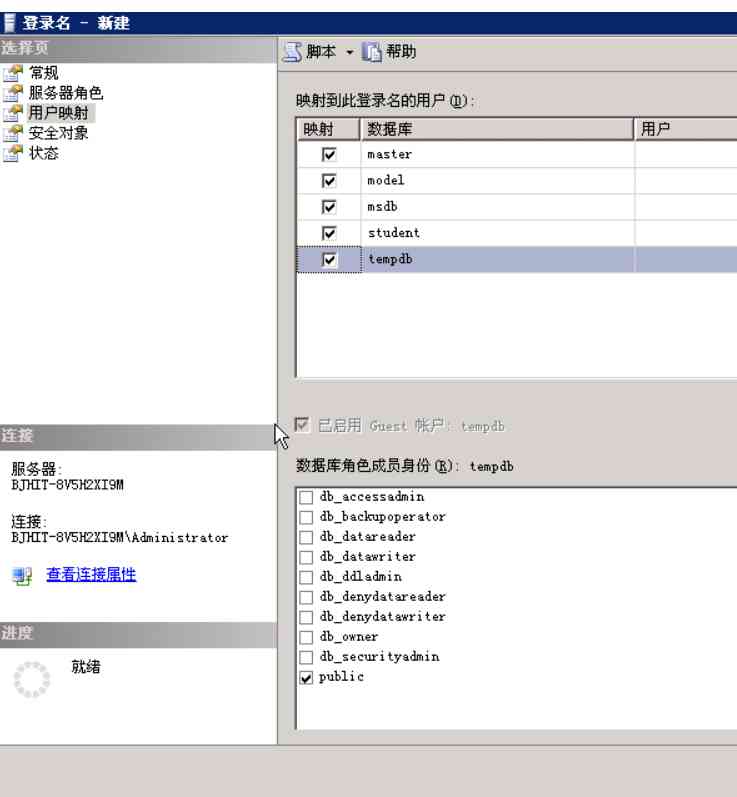 登录名 - 新建
选择页
常规
服务器角色
用户映射
安全对象
状态
脚本
帮助
映射到此登录名的用户(D):
映射 数据库 用户
master
model
msdb
student
tempdb
已启用 Guest 帐户: tempdb
数据库角色成员身份(R): tempdb
db_accessadmin
db_backupoperator
db_datareader
db_datawriter
db_ddladmin
db_denydatareader
db_denydatawriter
db_owner
db_securityadmin
public
连接
服务器:
BJHIT-8V5H2XI9M
连接:
BJHIT-8V5H2XI9M\Administrator
查看连接属性
进度
就绪